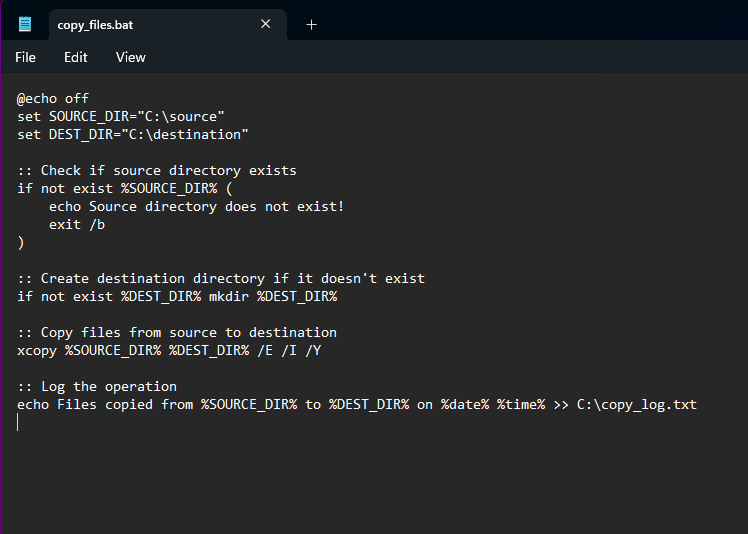 copy_files.bat
File Edit View
@echo off
set SOURCE_DIR="C:\source"
set DEST_DIR="C:\destination"
:: Check if source directory exists
if not exist %SOURCE_DIR% (
    echo Source directory does not exist!
    exit /b
)
:: Create destination directory if it doesn't exist
if not exist %DEST_DIR% mkdir %DEST_DIR%
:: Copy files from source to destination
xcopy %SOURCE_DIR% %DEST_DIR% /E /I /Y
:: Log the operation
echo Files copied from %SOURCE_DIR% to %DEST_DIR% on %date% %time% >> C:\copy_log.txt